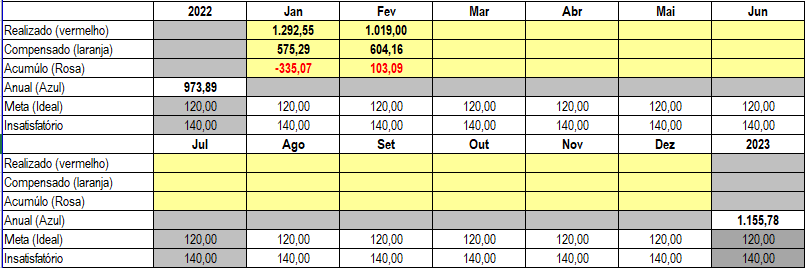 2022 Jan Fev Mar Abr Mai Jun
Realizado (vermelho) 1.292,55 1.019,00
Compensado (laranja) 575,29 604,16
Acumúlo (Rosa) -335,07 103,09
Anual (Azul) 973,89
Meta (Ideal) 120,00 120,00 120,00 120,00 120,00 120,00 120,00
Insatisfatório 140,00 140,00 140,00 140,00 140,00 140,00 140,00
Jul Ago Set Out Nov Dez 2023
Realizado (vermelho)
Compensado (laranja)
Acumúlo (Rosa)
Anual (Azul) 1.155,78
Meta (Ideal) 120,00 120,00 120,00 120,00 120,00 120,00 120,00
Insatisfatório 140,00 140,00 140,00 140,00 140,00 140,00 140,00